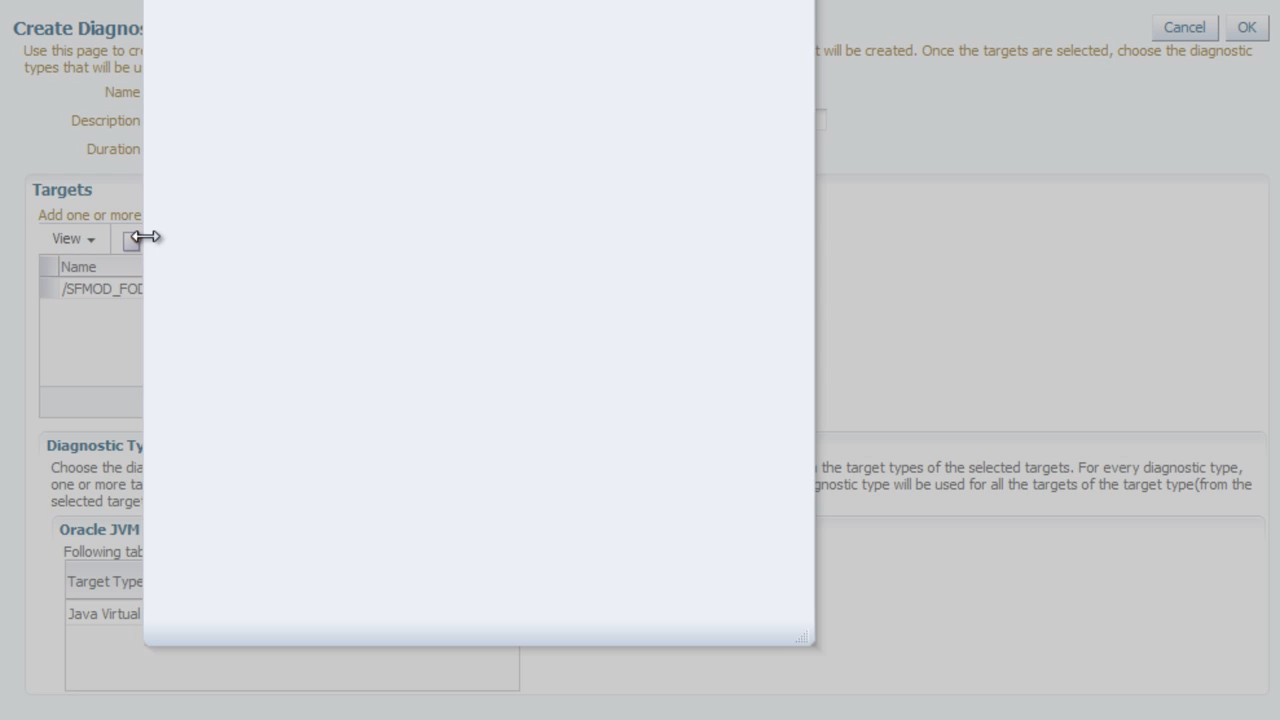 Create Diagnos
Cancel
OK
Use this page to cr
t will be created. Once the targets are selected, choose the diagnostic
types that will be u
Name
Description
Duration
Targets
Add one or more
View
Name
/SFMOD_FOD
Diagnostic Ty
Choose the dia
the target types of the selected targets. For every diagnostic type,
one or more ta
gnostic type will be used for all the targets of the target type(from the
selected targe
Oracle JVM
Following tab
Target Type
Java Virtual